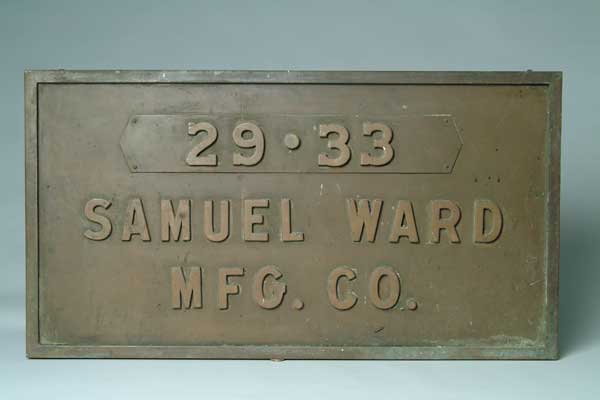 29·33
SAMUEL WARD
MFG. CO.